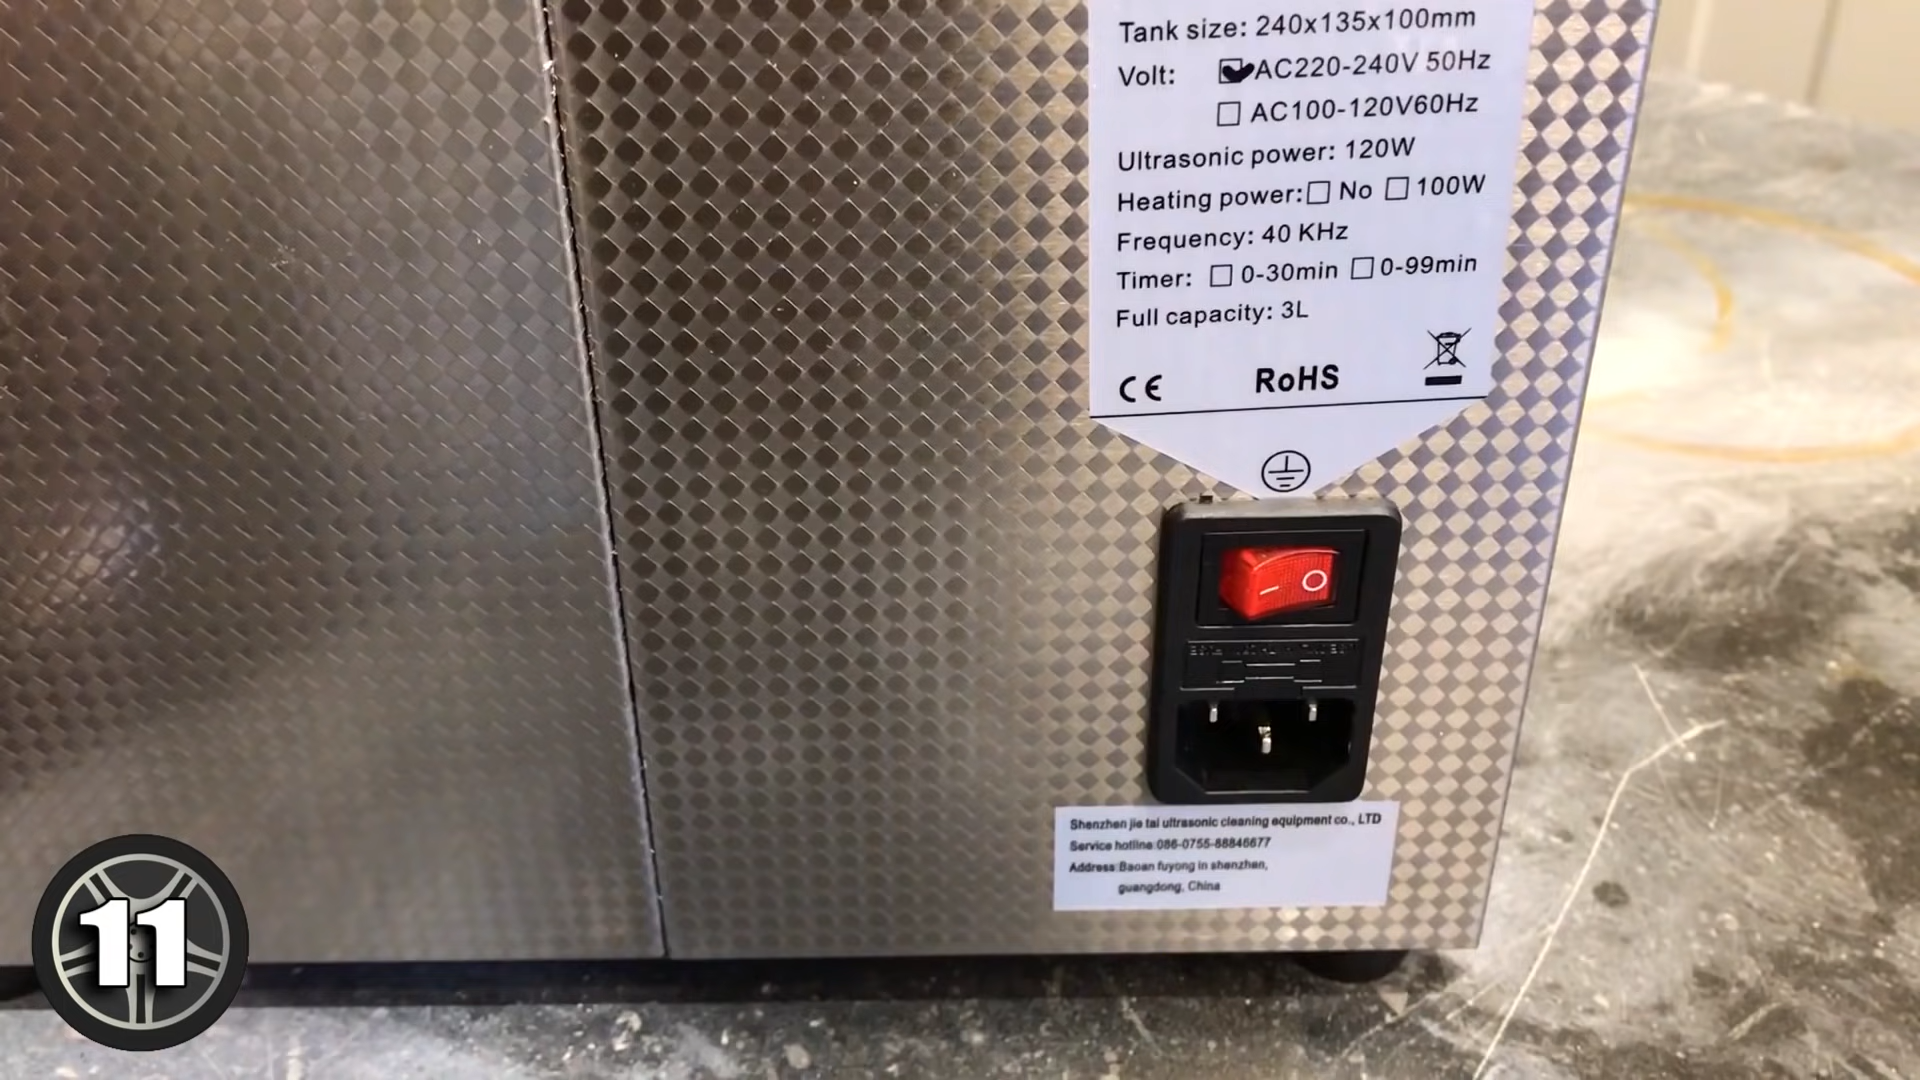 Tank size: 240x135x100mm
Volt: AC220-240V 50Hz
AC100-120V60Hz
Ultrasonic power: 120W
Heating power: No 100W
Frequency: 40 KHz
Timer: 0-30min 0-99min
Full capacity: 3L
CE RoHS
Shenzhen jie tai ultrasonic cleaning equipment co., LTD
Service hotline:086-0755-88846677
Address:Baoan fuyong in shenzhen,
guangdong, China
11